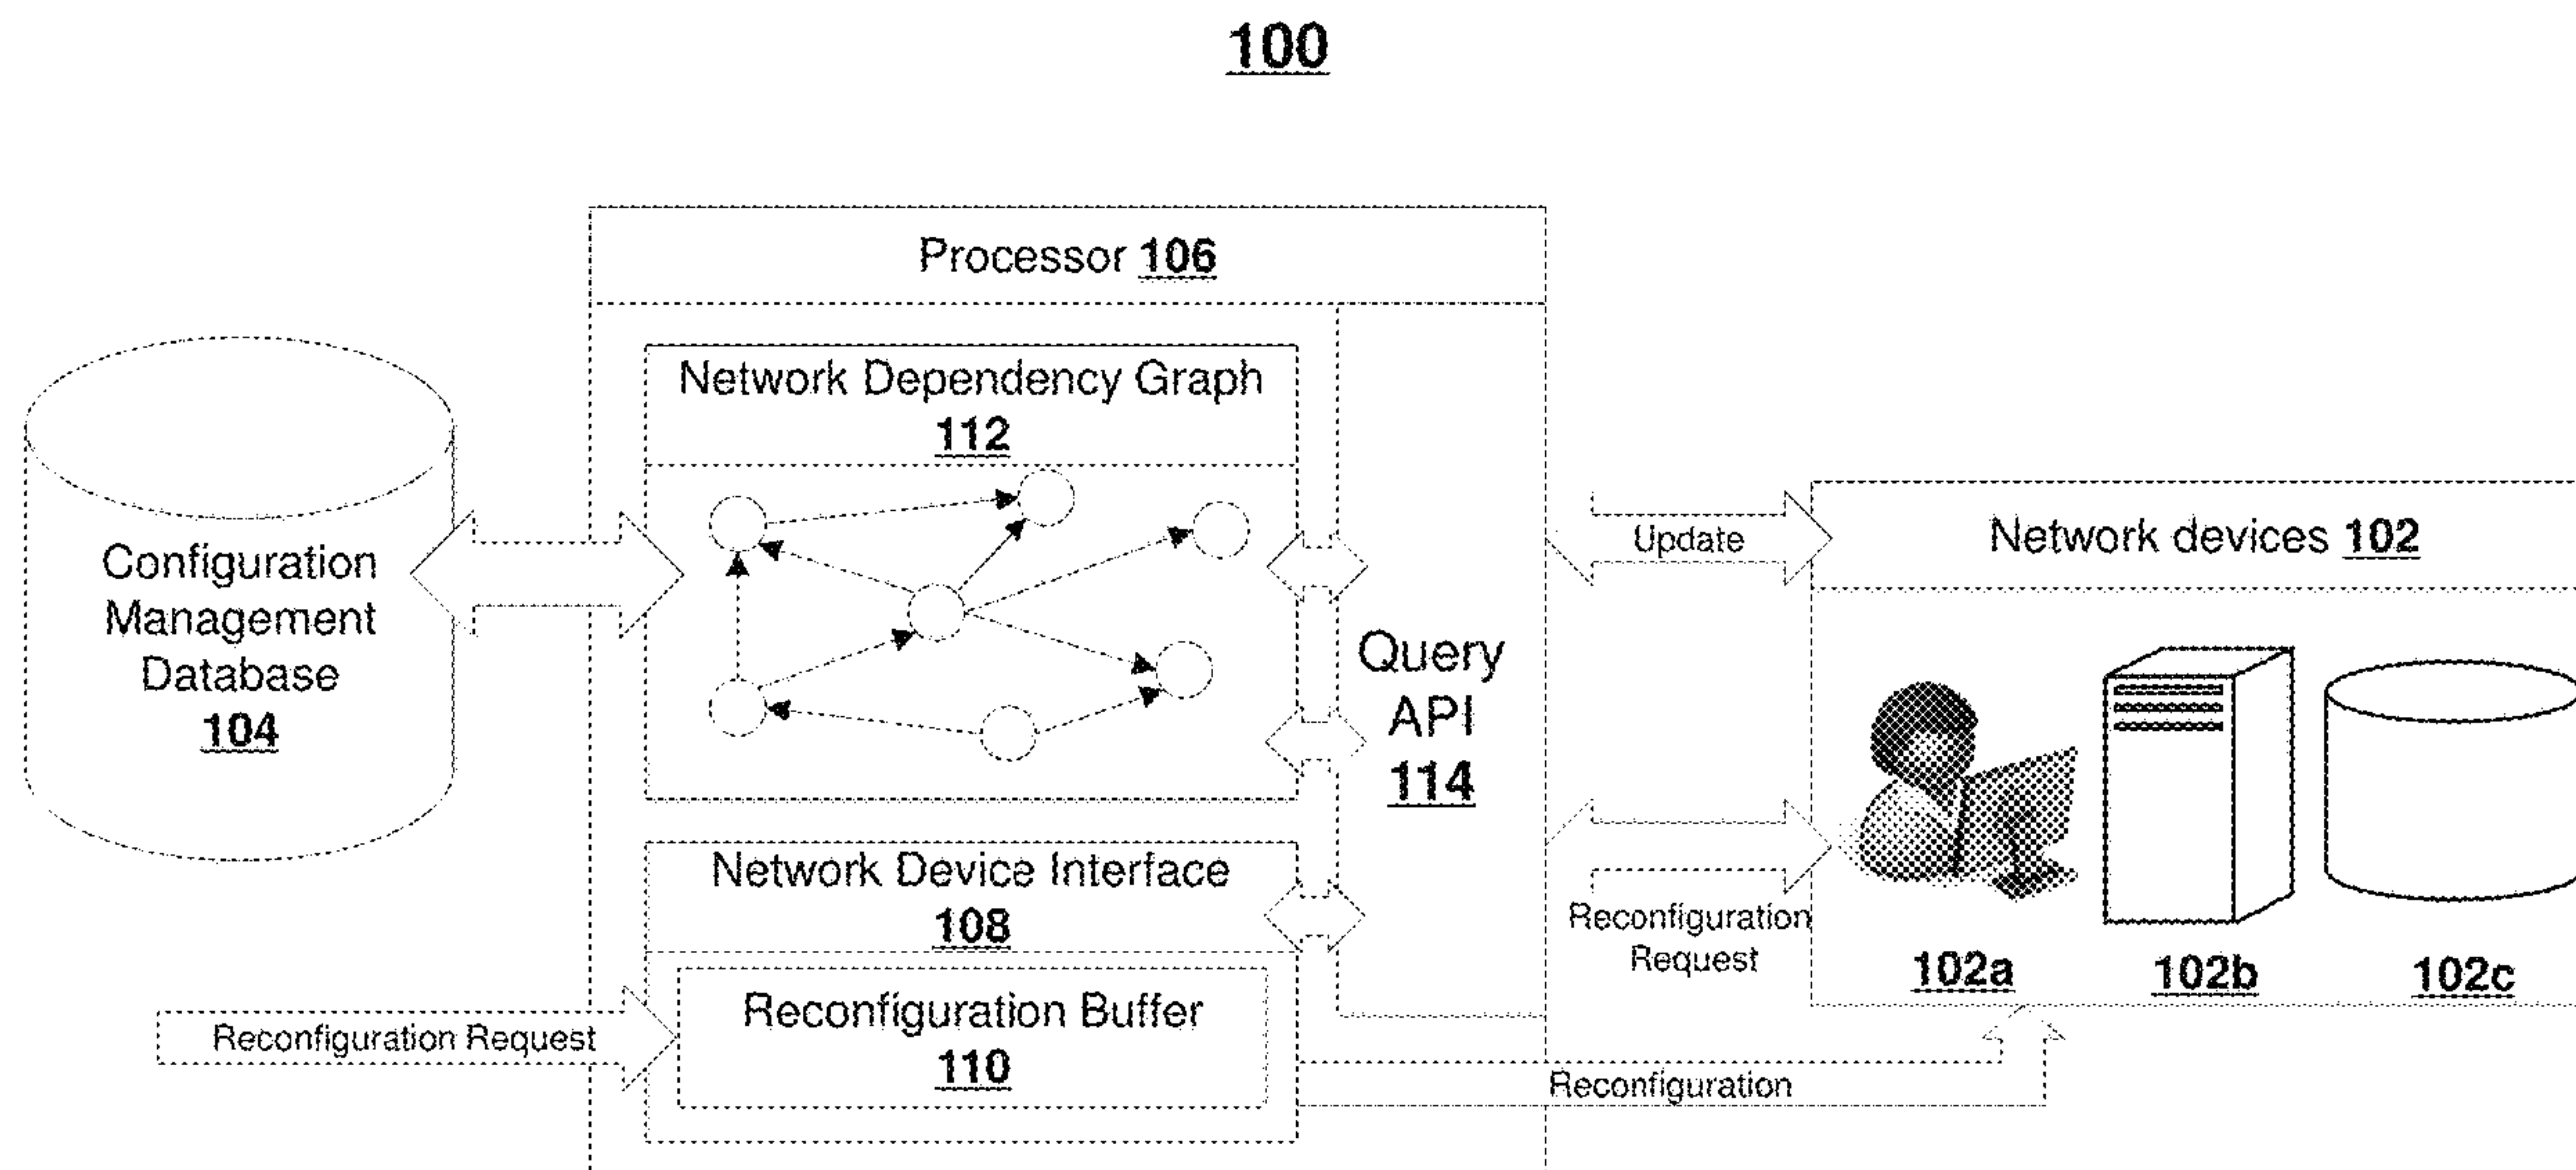 100
Processor 106
Network Dependency Graph
112
Configuration
Management
Database
104
Query
API
114
Update
Network devices 102
Network Device Interface
108
Reconfiguration
Request
102a
102b
102c
Reconfiguration Buffer
110
Reconfiguration Request
Reconfiguration